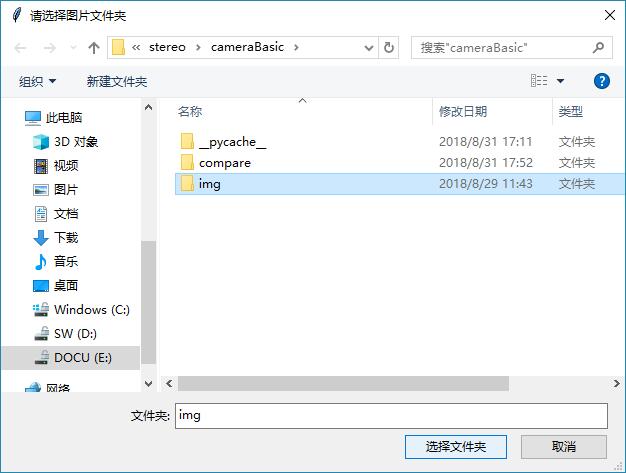 请选择图片文件夹
« stereo › cameraBasic ›
搜索"cameraBasic"
组织 新建文件夹
名称 修改日期 类型
此电脑
3D 对象
视频
图片
文档
下载
音乐
桌面
Windows (C:)
SW (D:)
DOCU (E:)
网络
__pycache__ 2018/8/31 17:11 文件夹
compare 2018/8/31 17:52 文件夹
img 2018/8/29 11:43 文件夹
文件夹: img
选择文件夹 取消